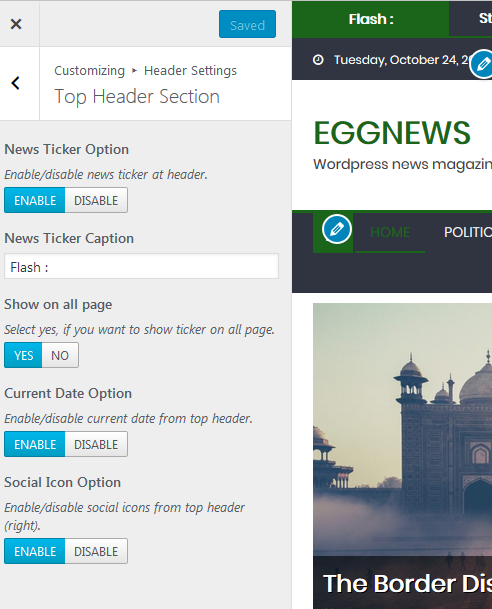 Saved
Customizing ▸ Header Settings
Top Header Section
News Ticker Option
Enable/disable news ticker at header.
ENABLE DISABLE
News Ticker Caption
Flash :
Show on all page
Select yes, if you want to show ticker on all page.
YES NO
Current Date Option
Enable/disable current date from top header.
ENABLE DISABLE
Social Icon Option
Enable/disable social icons from top header
(right).
ENABLE DISABLE
Flash :
St
Tuesday, October 24, 2
EGGNEWS
Wordpress news magazin
HOME POLITIC
The Border Dis